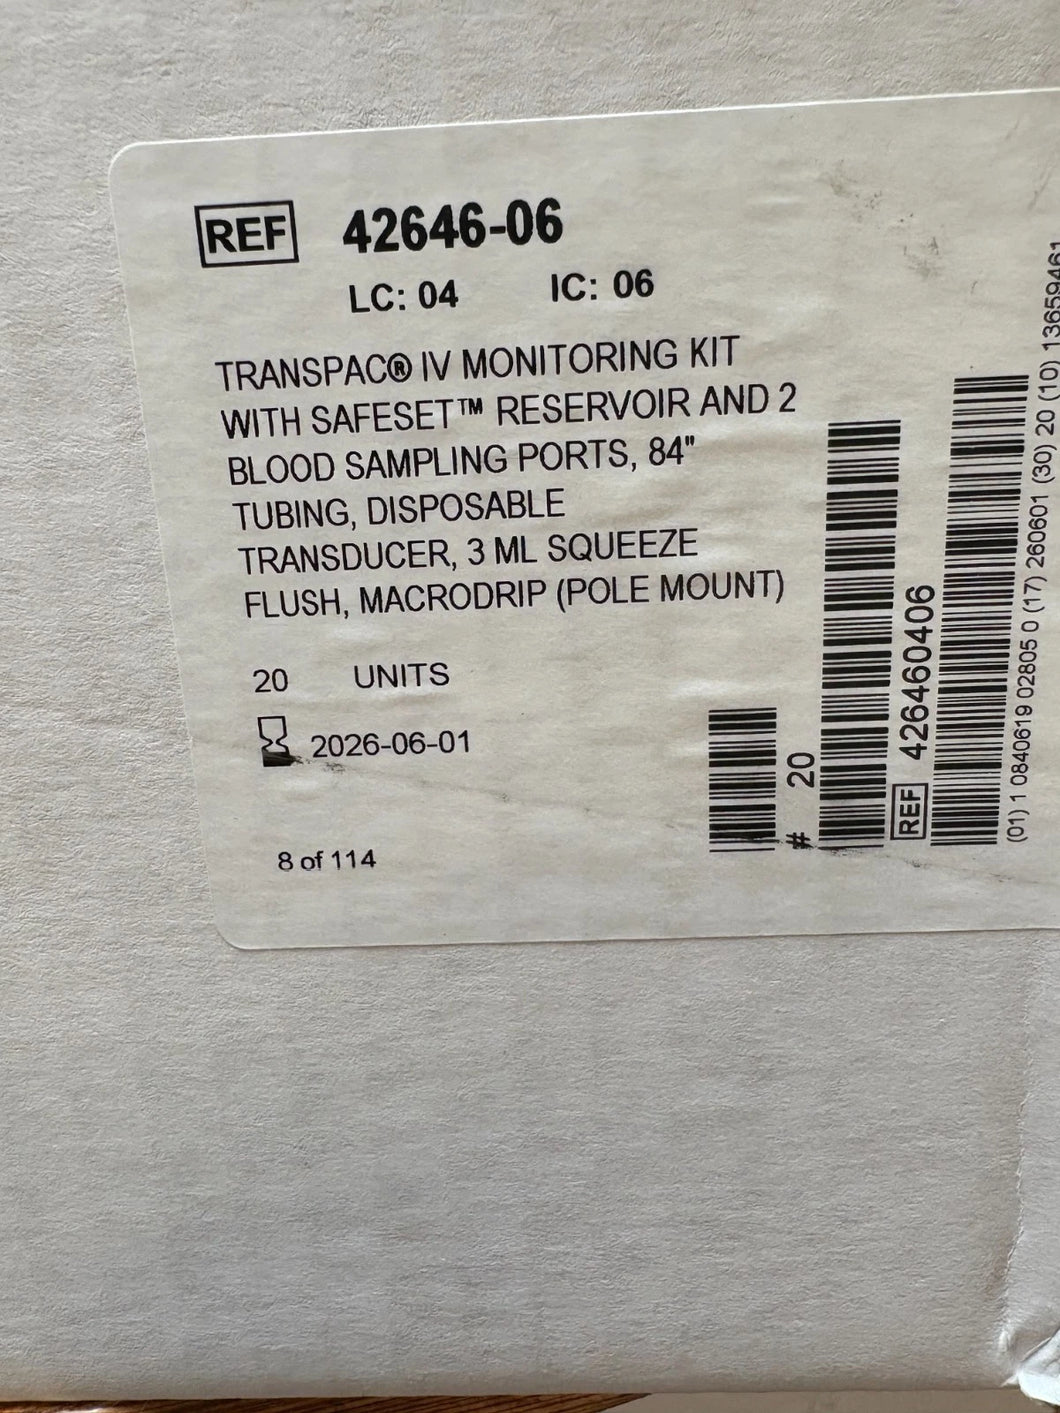 REF 42646-06
LC: 04 IC: 06
TRANSPAC® IV MONITORING KIT
WITH SAFESET™ RESERVOIR AND 2
BLOOD SAMPLING PORTS, 84"
TUBING, DISPOSABLE
TRANSDUCER, 3 ML SQUEEZE
FLUSH, MACRODRIP (POLE MOUNT)
20 UNITS
2026-06-01
8 of 114
# 20
REF 426460406
(01) 1 0840619 02805 0 (17) 260601 (30) 20 (10) 13659461